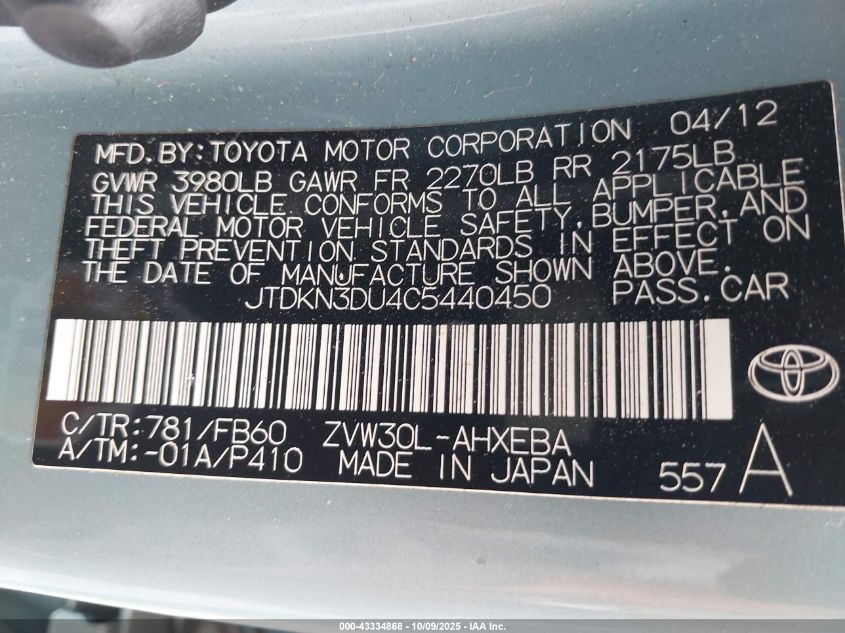 MFD.BY:TOYOTA MOTOR CORPORATION 04/12
GVWR 3980LB GAWR FR 2270LB RR 2175LB
THIS VEHICLE CONFORMS TO ALL APPLICABLE
FEDERAL MOTOR VEHICLE SAFETY,BUMPER,AND
THEFT PREVENTION STANDARDS IN EFFECT ON
THE DATE OF MANUFACTURE SHOWN ABOVE.
JTDKN3DU4C5440450 PASS.CAR
C/TR:781/FB60 ZVW30L-AHXEBA
A/TM:-01A/P410 MADE IN JAPAN 557 A
000-43334868 - 10/09/2025 - IAA Inc.